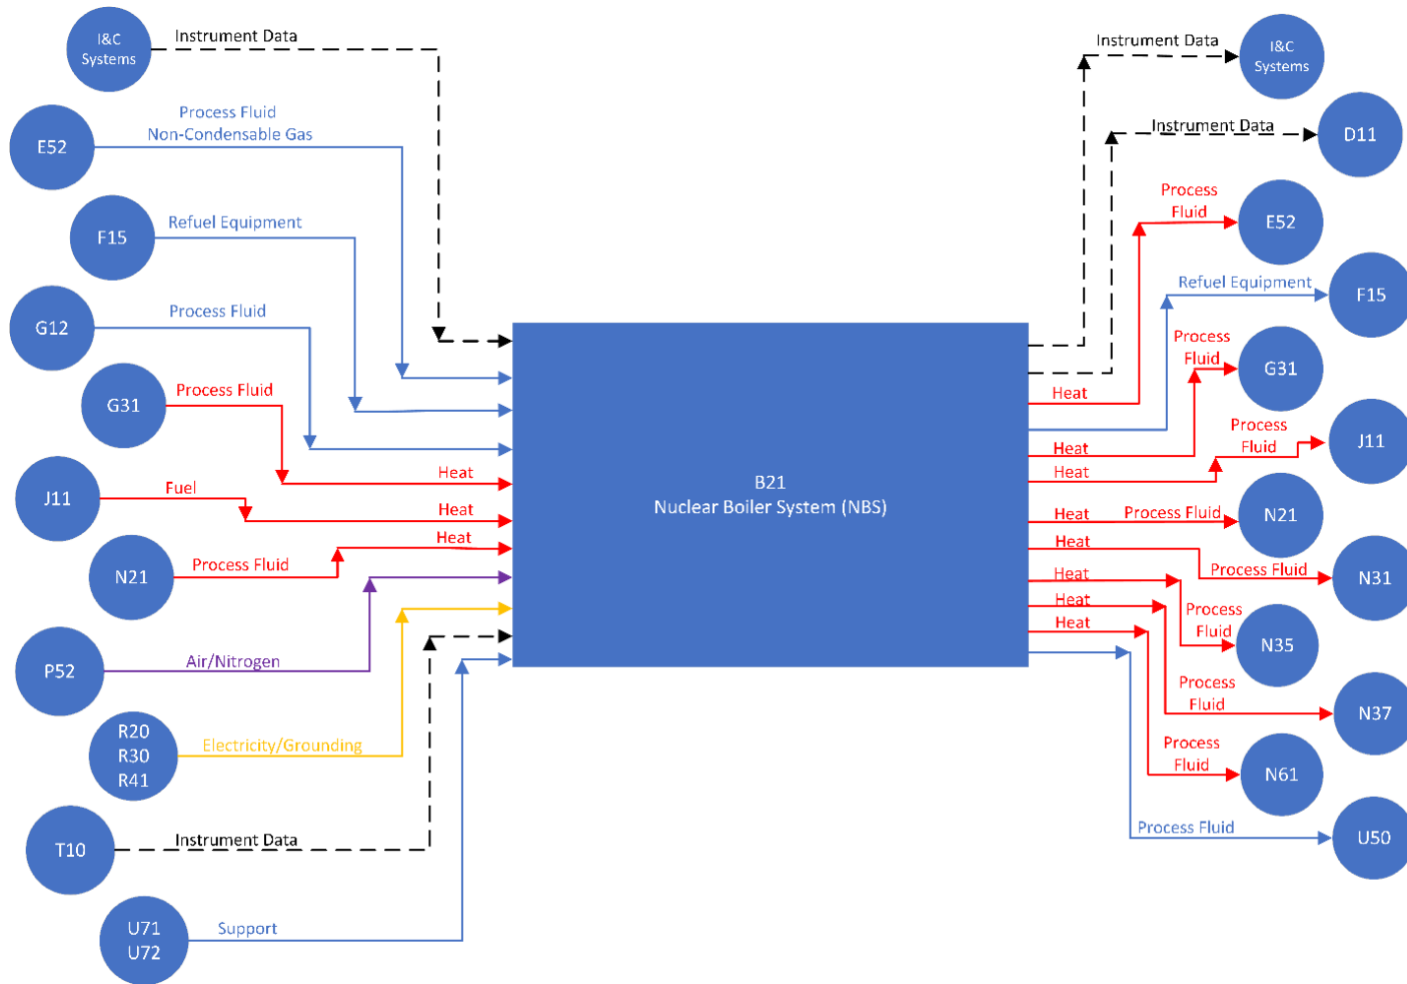 I&C
Systems
Instrument Data
E52
Process Fluid
Non-Condensable Gas
F15
Refuel Equipment
G12
Process Fluid
G31
Process Fluid
Heat
J11
Fuel
Heat
N21
Process Fluid
Heat
P52
Air/Nitrogen
R20
R30
R41
Electricity/Grounding
T10
Instrument Data
U71
U72
Support
B21
Nuclear Boiler System (NBS)
Instrument Data
I&C
Systems
Instrument Data
D11
Heat
Process
Fluid
E52
Refuel Equipment
F15
Heat
Process
Fluid
G31
Heat
Process
Fluid
J11
Heat
Process Fluid
N21
Heat
Process Fluid
N31
Heat
Process
Fluid
N35
Heat
Process
Fluid
N37
Heat
Process
Fluid
N61
Process Fluid
U50